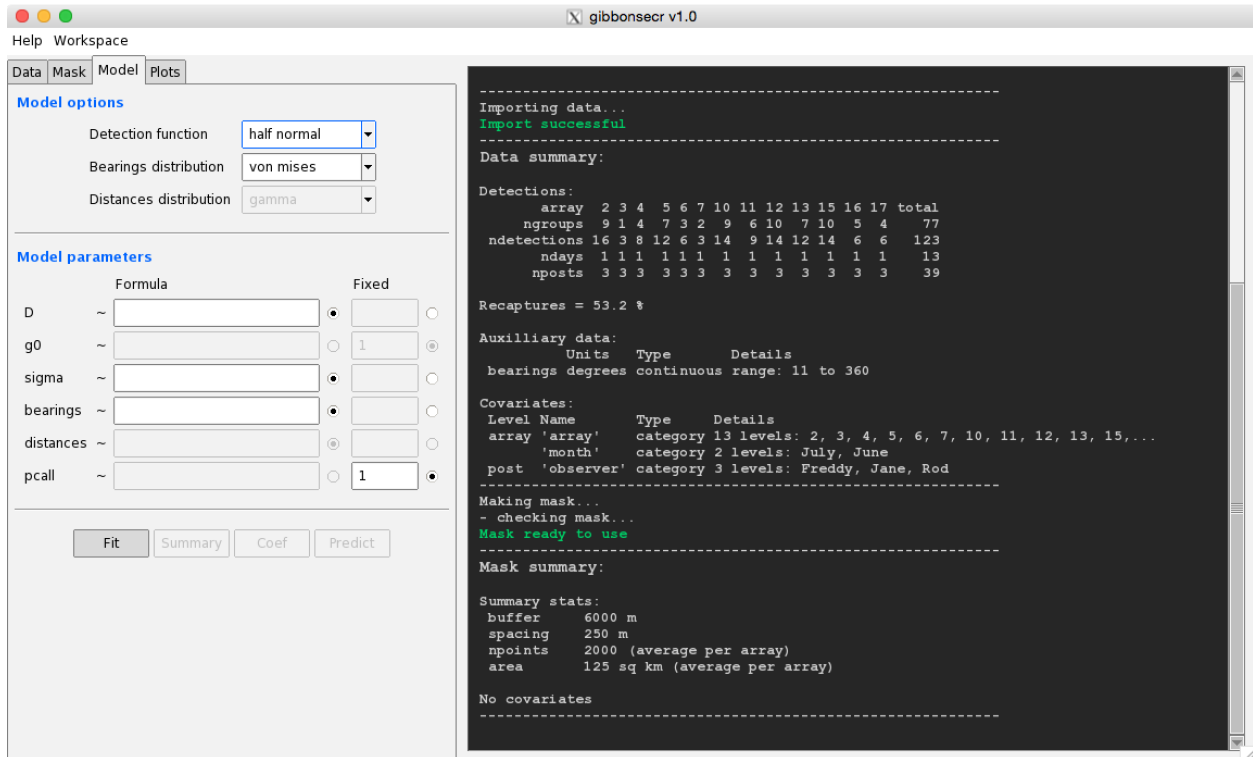 gibbonsecr v1.0
Help Workspace
Data Mask Model Plots
Model options
Detection function half normal
Bearings distribution von mises
Distances distribution gamma
Model parameters
Formula Fixed
D ~
g0 ~ 1
sigma ~
bearings ~
distances ~
pcall ~ 1
Fit Summary Coef Predict
------------------------------------------------------------
Importing data...
Import successful
------------------------------------------------------------
Data summary:
Detections:
array 2 3 4 5 6 7 10 11 12 13 15 16 17 total
ngroups 9 1 4 7 3 2 9 6 10 7 10 5 4 77
ndetections 16 3 8 12 6 3 14 9 14 12 14 6 6 123
ndays 1 1 1 1 1 1 1 1 1 1 1 1 1 13
nposts 3 3 3 3 3 3 3 3 3 3 3 3 3 39
Recaptures = 53.2 %
Auxilliary data:
Units Type Details
bearings degrees continuous range: 11 to 360
Covariates:
Level Name Type Details
array 'array' category 13 levels: 2, 3, 4, 5, 6, 7, 10, 11, 12, 13, 15,...
'month' category 2 levels: July, June
post 'observer' category 3 levels: Freddy, Jane, Rod
------------------------------------------------------------
Making mask...
- checking mask...
Mask ready to use
------------------------------------------------------------
Mask summary:
Summary stats:
buffer 6000 m
spacing 250 m
npoints 2000 (average per array)
area 125 sq km (average per array)
No covariates
------------------------------------------------------------